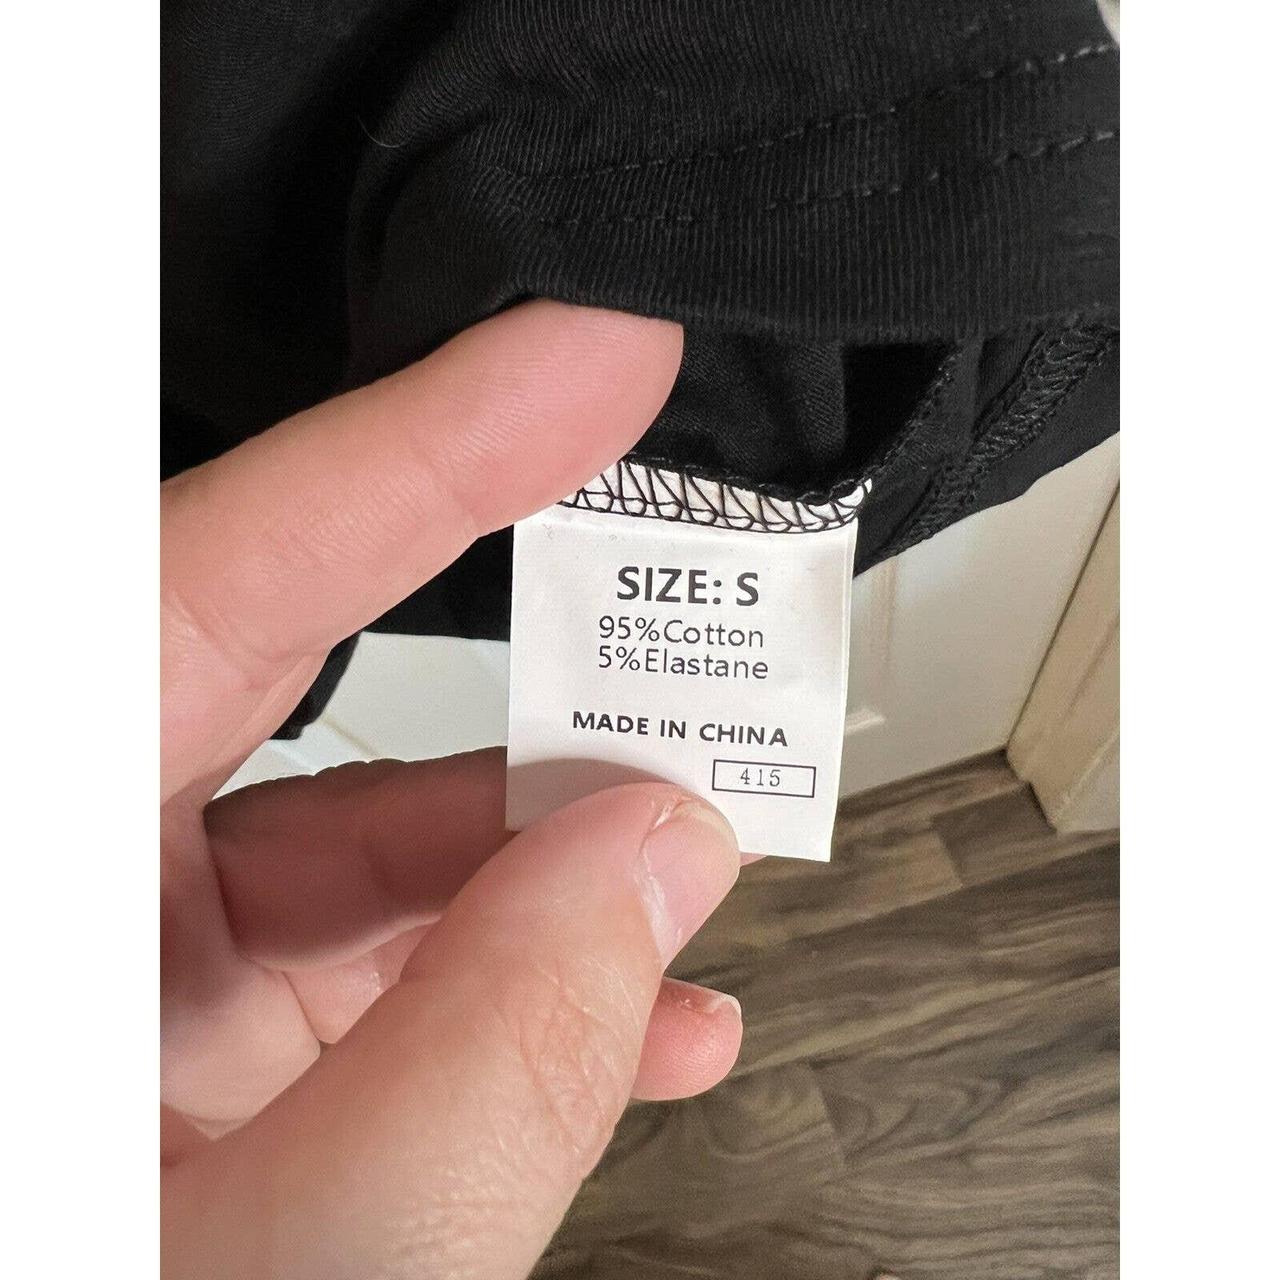 SIZE: S
95%Cotton
5%Elastane
MADE IN CHINA
415